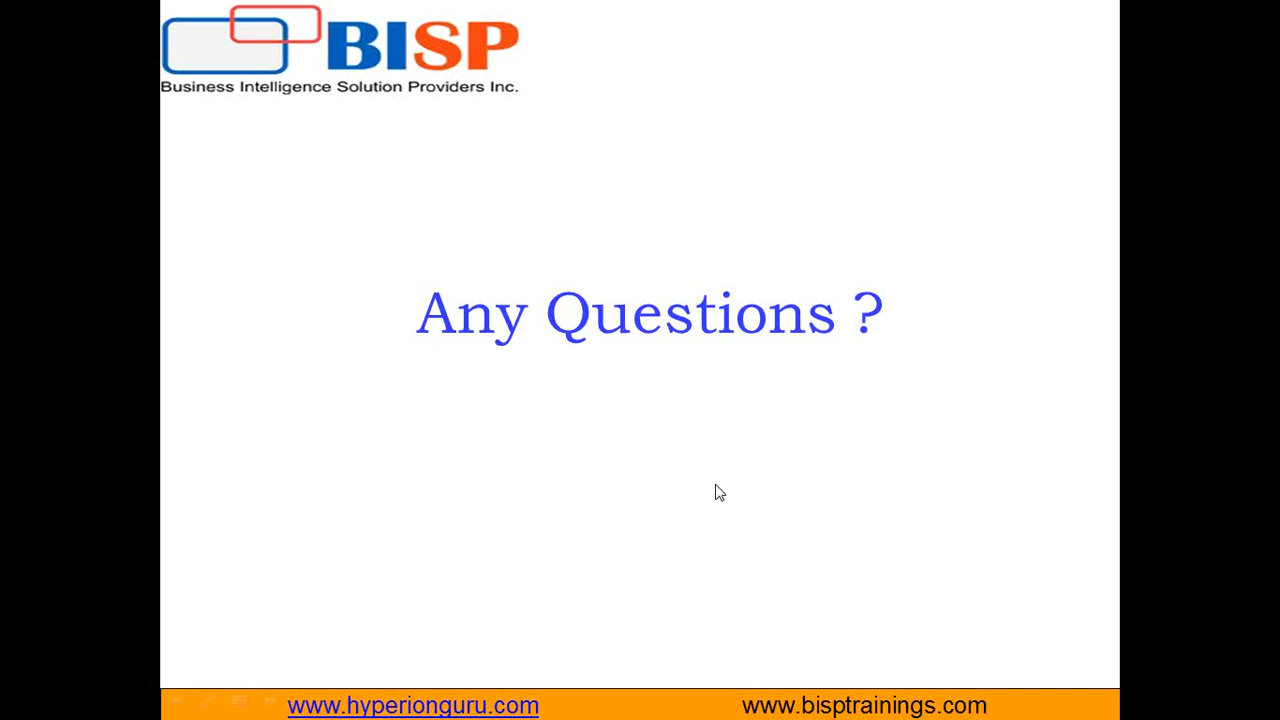 BISP
Business Intelligence Solution Providers Inc.
Any Questions ?
www.hyperionguru.com
www.bisptrainings.com